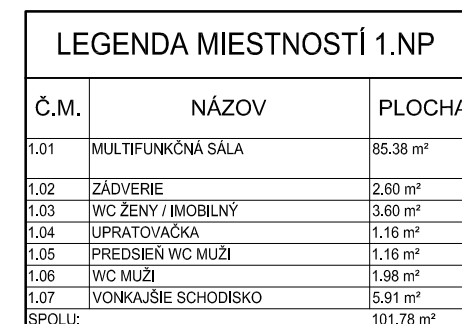 LEGENDA MIESTNOSTÍ 1.NP
Č.M. NÁZOV PLOCHA
1.01 MULTIFUNKČNÁ SÁLA 85.38 m²
1.02 ZÁDVERIE 2.60 m²
1.03 WC ŽENY / IMOBILNÝ 3.60 m²
1.04 UPRATOVAČKA 1.16 m²
1.05 PREDSIEŇ WC MUŽI 1.16 m²
1.06 WC MUŽI 1.98 m²
1.07 VONKAJŠIE SCHODISKO 5.91 m²
SPOLU: 101.78 m²